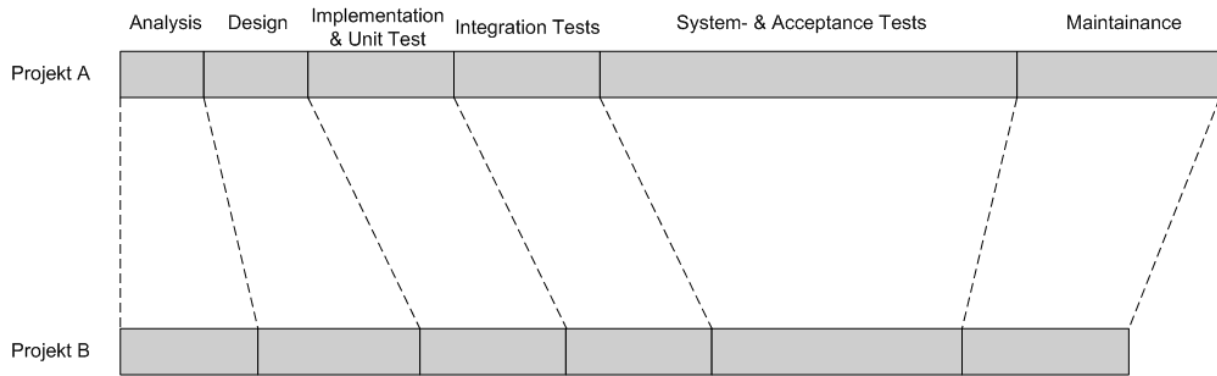 Analysis
Design
Implementation
& Unit Test
Integration Tests
System- & Acceptance Tests
Maintainance
Projekt A
Projekt B